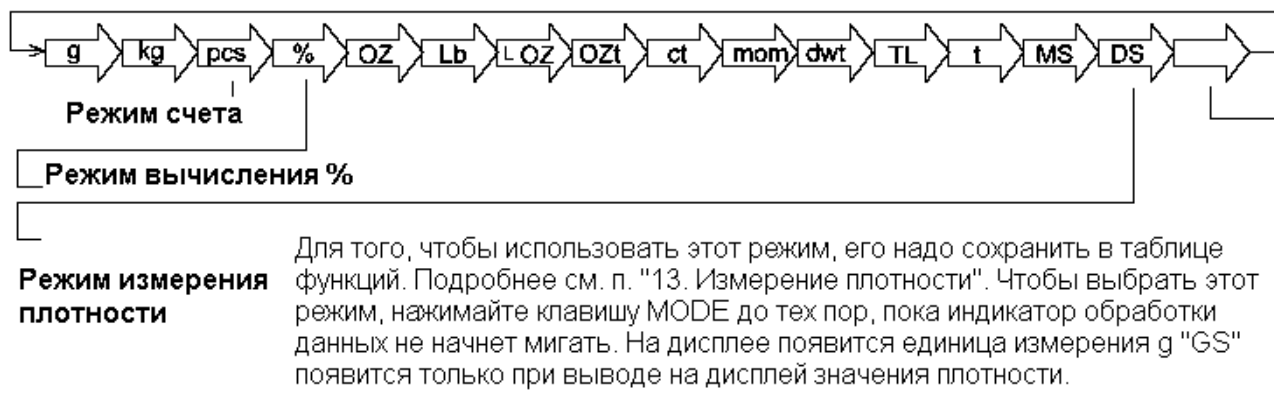 g kg pcs % OZ Lb L OZ OZt ct mom dwt TL t MS DS
Режим счета
Режим вычисления %
Режим измерения
плотности
Для того, чтобы использовать этот режим, его надо сохранить в таблице
функций. Подробнее см. п. "13. Измерение плотности". Чтобы выбрать этот
режим, нажимайте клавишу MODE до тех пор, пока индикатор обработки
данных не начнет мигать. На дисплее появится единица измерения g "GS"
появится только при выводе на дисплей значения плотности.